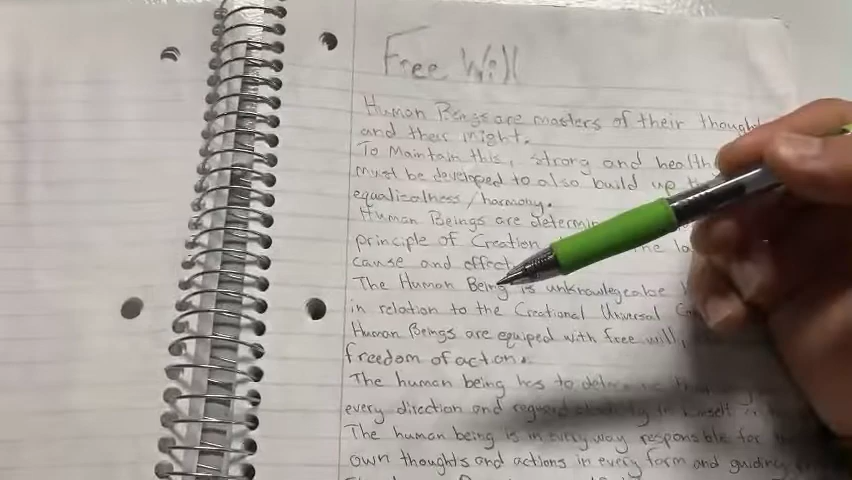 Free Will
Human Beings are masters of their thought
and their might.
To Maintain this, strong and health
must be developed to also build up
equalicalness/harmony.
Human Beings are determin
principle of Creation
cause and effect
The Human Being is unknowlegeable
in relation to the Creational Universal
Human Beings are equiped with free will,
freedom of action.
The human being has to
every direction and
The human being is in every way responsible for
own thoughts and actions in every form and guiding